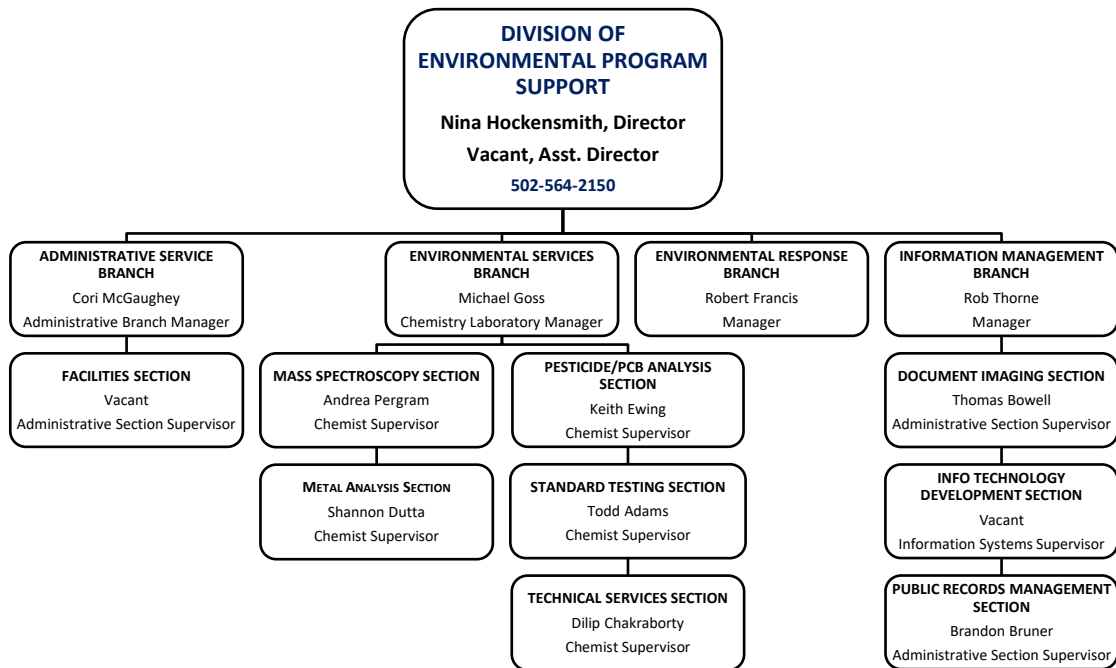 DIVISION OF
ENVIRONMENTAL PROGRAM
SUPPORT
Nina Hockensmith, Director
Vacant, Asst. Director
502-564-2150
ADMINISTRATIVE SERVICE
BRANCH
Cori McGaughey
Administrative Branch Manager
ENVIRONMENTAL SERVICES
BRANCH
Michael Goss
Chemistry Laboratory Manager
ENVIRONMENTAL RESPONSE
BRANCH
Robert Francis
Manager
INFORMATION MANAGEMENT
BRANCH
Rob Thorne
Manager
FACILITIES SECTION
Vacant
Administrative Section Supervisor
MASS SPECTROSCOPY SECTION
Andrea Pergram
Chemist Supervisor
PESTICIDE/PCB ANALYSIS
SECTION
Keith Ewing
Chemist Supervisor
DOCUMENT IMAGING SECTION
Thomas Bowell
Administrative Section Supervisor
METAL ANALYSIS SECTION
Shannon Dutta
Chemist Supervisor
STANDARD TESTING SECTION
Todd Adams
Chemist Supervisor
INFO TECHNOLOGY
DEVELOPMENT SECTION
Vacant
Information Systems Supervisor
TECHNICAL SERVICES SECTION
Dilip Chakraborty
Chemist Supervisor
PUBLIC RECORDS MANAGEMENT
SECTION
Brandon Bruner
Administrative Section Supervisor